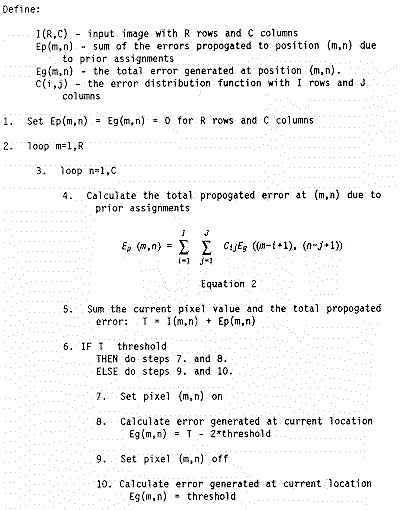 Define:
I(R,C) - input image with R rows and C columns
Ep(m,n) - sum of the errors propogated to position (m,n) due
to prior assignments
Eg(m,n) - the total error generated at position (m,n).
C(i,j) - the error distribution function with I rows and J
columns
1. Set Ep(m,n) = Eg(m,n) = 0 for R rows and C columns
2. loop m=1,R
3. loop n=1,C
4. Calculate the total propogated error at (m,n) due to
prior assignments
E_p (m,n) = Σ_{i=1}^{I} Σ_{j=1}^{J} C_{ij}E_g ((m-i+1), (n-j+1))
Equation 2
5. Sum the current pixel value and the total propogated
error: T = I(m,n) + Ep(m,n)
6. IF T threshold
THEN do steps 7. and 8.
ELSE do steps 9. and 10.
7. Set pixel (m,n) on
8. Calculate error generated at current location
Eg(m,n) = T - 2*threshold
9. Set pixel (m,n) off
10. Calculate error generated at current location
Eg(m,n) = threshold